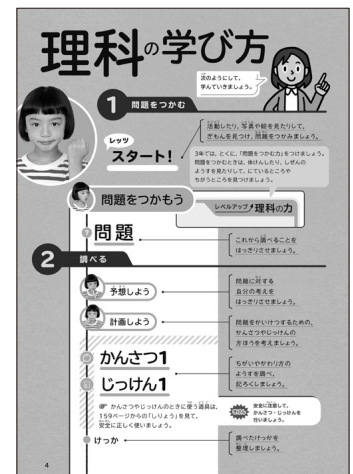 理科の学び方
次のようにして、
学んでいきましょう。
1 問題をつかむ
レッツ
スタート！
活動したり、写真や絵を見たりして、
ぎもんを見つけ、問題をつかみましょう。
3年では、とくに、「問題をつかむ力」をつけましょう。
問題をつかむときは、体けんしたり、しぜんの
ようすを見たりして、にているところや
ちがうところを見つけましょう。
問題をつかもう
レベルアップ 理科の力
問題
これから調べることを
はっきりさせましょう。
2 調べる
予想しよう
問題に対する
自分の考えを
はっきりさせましょう。
計画しよう
問題をかいけつするための、
かんさつやじっけんの
方ほうを考えましょう。
かんさつ1
じっけん1
ちがいやかわり方の
ようすを調べ、
記ろくしましょう。
かんさつやじっけんのときに使う道具は、
159ページからの「しりょう」を見て、
安全に正しく使いましょう。
安全に注意して、
かんさつ・じっけんを
行いましょう。
けっか
調べたけっかを
整理しましょう。
4